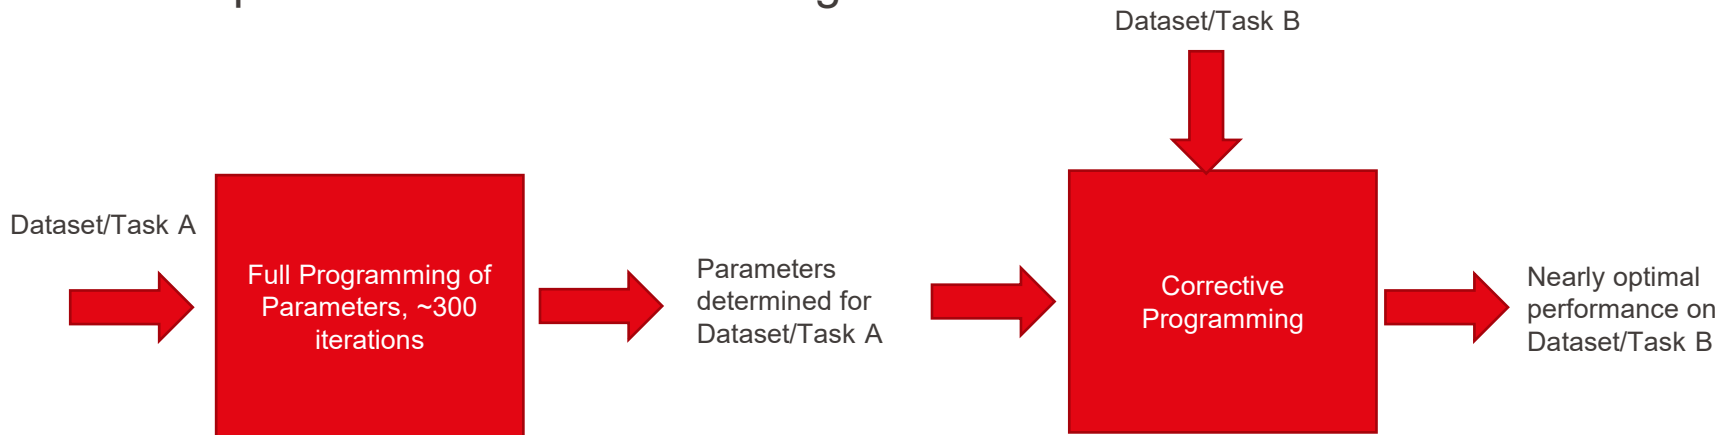 Dataset/Task B
Dataset/Task A
Full Programming of
Parameters, ~300
iterations
Parameters
determined for
Dataset/Task A
Corrective
Programming
Nearly optimal
performance on
Dataset/Task B